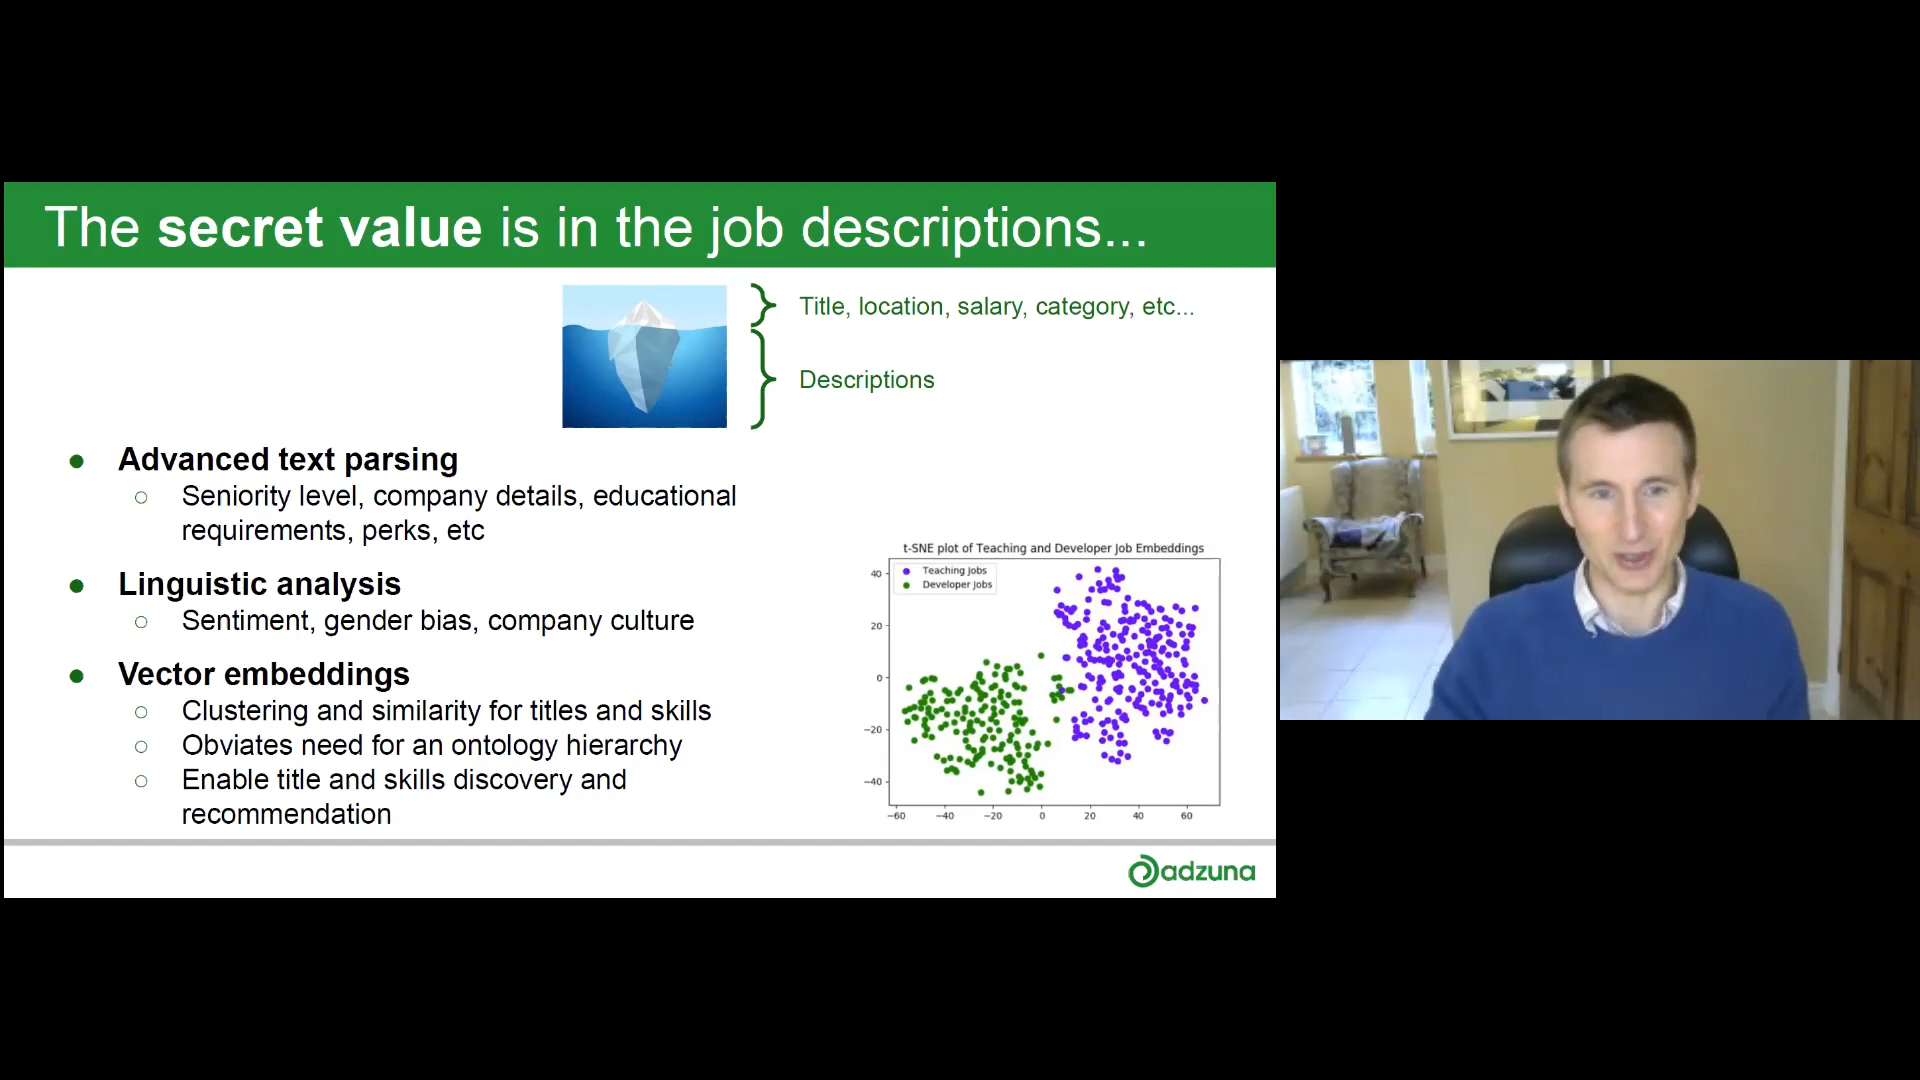 The secret value is in the job descriptions...
Title, location, salary, category, etc...
Descriptions
● Advanced text parsing
○ Seniority level, company details, educational
requirements, perks, etc
● Linguistic analysis
○ Sentiment, gender bias, company culture
● Vector embeddings
○ Clustering and similarity for titles and skills
○ Obviates need for an ontology hierarchy
○ Enable title and skills discovery and
recommendation
t-SNE plot of Teaching and Developer Job Embeddings
Teaching Jobs
Developer Jobs
40
20
0
−20
−40
−60 −40 −20 0 20 40 60
adzuna